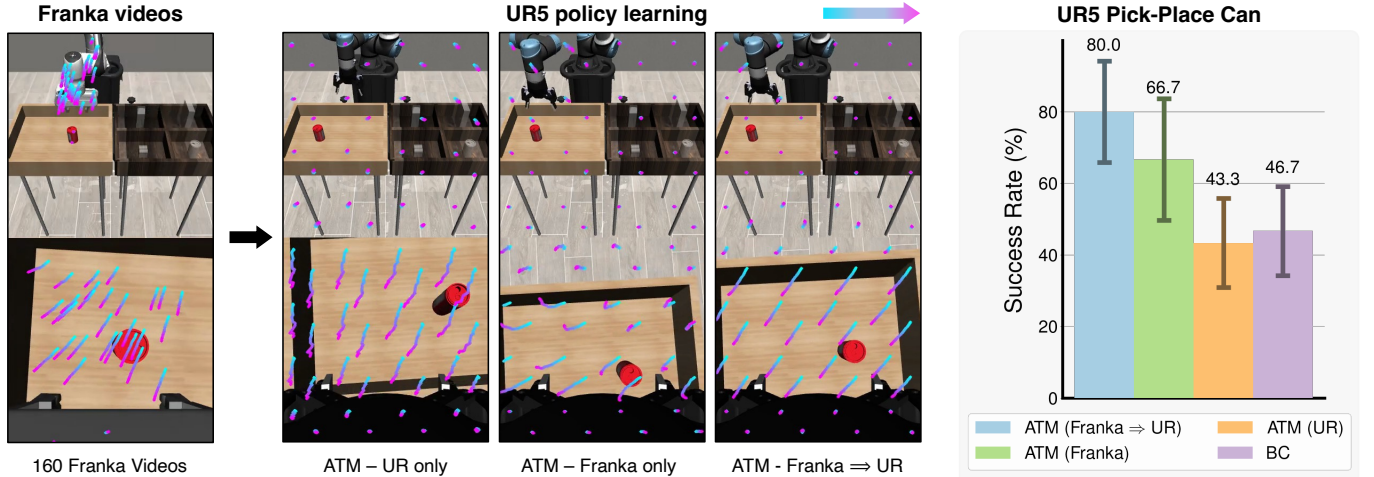 Franka videos
UR5 policy learning
UR5 Pick-Place Can
160 Franka Videos
ATM – UR only
ATM – Franka only
ATM - Franka ⟹ UR
Success Rate (%)
80
60
40
20
0
80.0
66.7
43.3
46.7
ATM (Franka ⇒ UR)
ATM (UR)
ATM (Franka)
BC